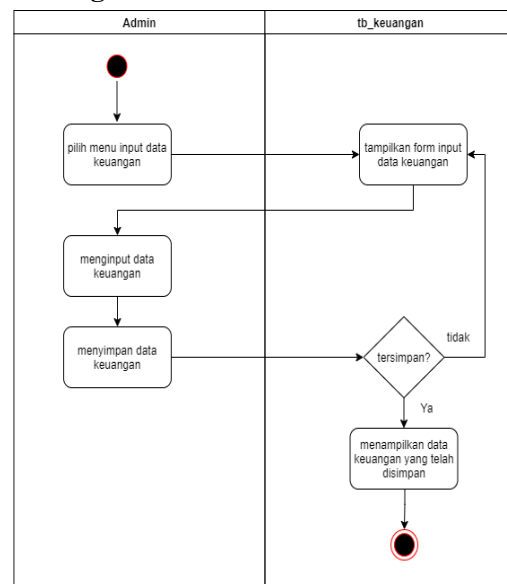 Admin
tb_keuangan
pilih menu input data
keuangan
tampilkan form input
data keuangan
menginput data
keuangan
menyimpan data
keuangan
tersimpan?
tidak
Ya
menampilkan data
keuangan yang telah
disimpan